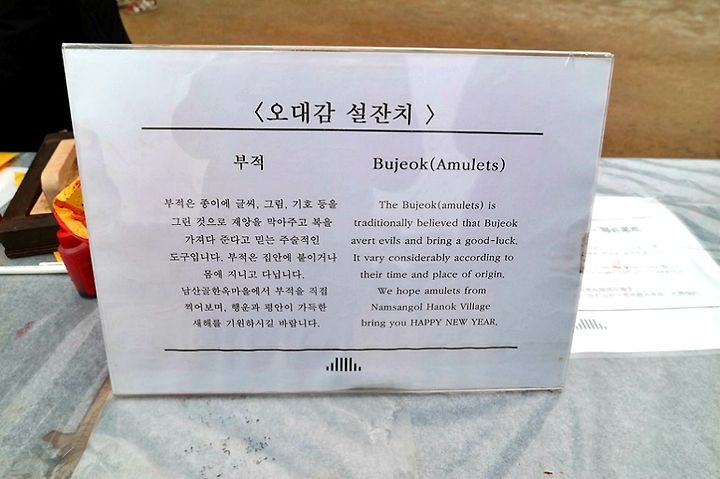 〈오대감 설잔치 〉
부적
부적은 종이에 글씨, 그림, 기호 등을
그린 것으로 재앙을 막아주고 복을
가져다 준다고 믿는 주술적인
도구입니다. 부적은 집안에 붙이거나
몸에 지니고 다닙니다.
남산골한옥마을에서 부적을 직접
찍어보며, 행운과 평안이 가득한
새해를 기원하시길 바랍니다.
Bujeok(Amulets)
The Bujeok(amulets) is
traditionally believed that Bujeok
avert evils and bring a good-luck.
It vary considerably according to
their time and place of origin.
We hope amulets from
Namsangol Hanok Village
bring you HAPPY NEW YEAR.